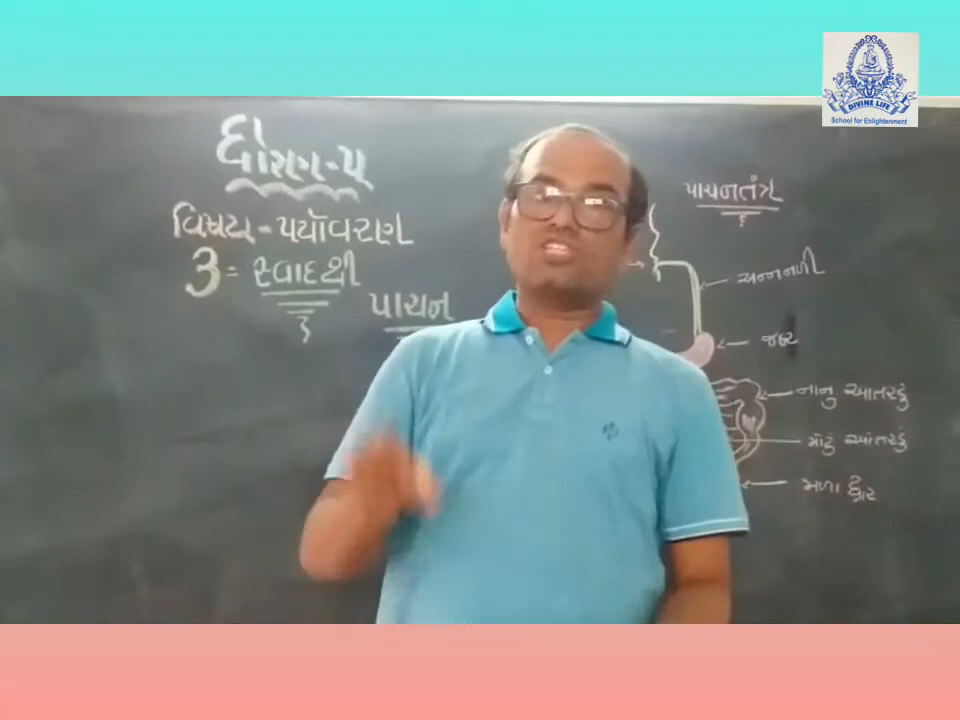 ધોરણ-૫
વિષય = પર્યાવરણ
3 = સ્વાદથી
પાચન
પાચનતંત્ર
અન્નનળી
જઠર
નાનુ આતરડું
મોટું આંતરડું
મળા દ્વાર
DIVINE LIFE
School for Enlightenment